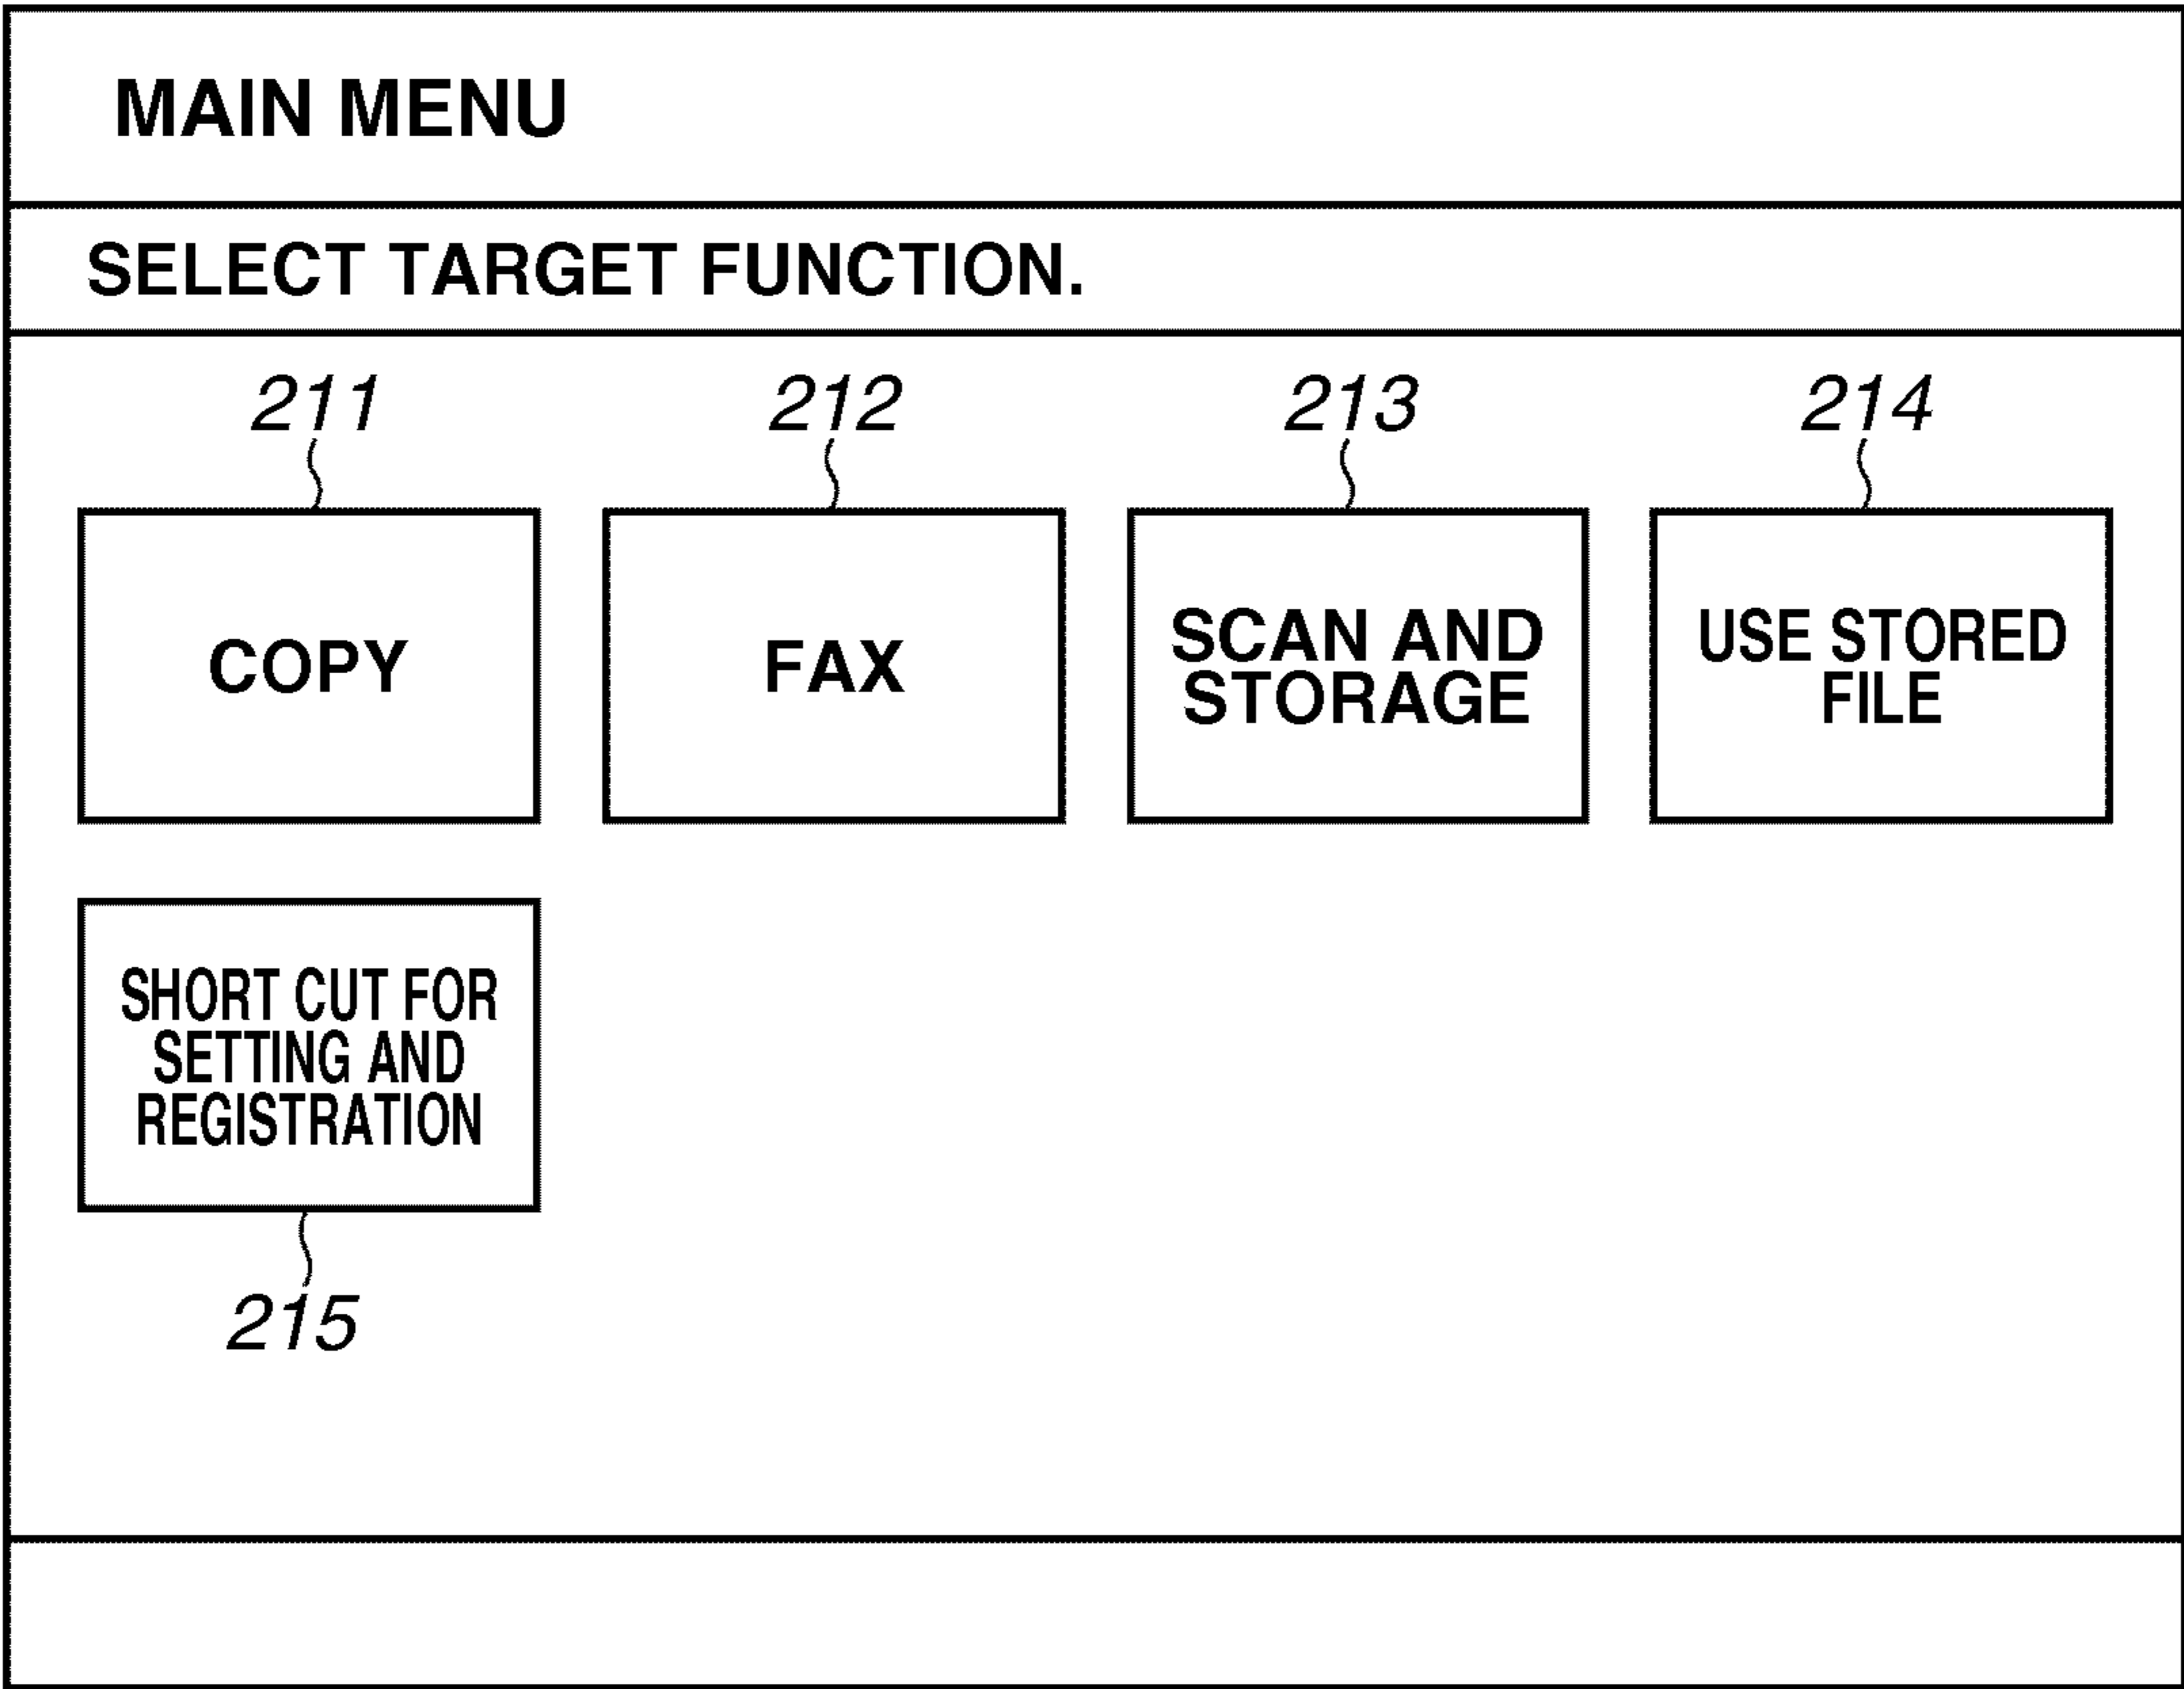 MAIN MENU
SELECT TARGET FUNCTION.
211
212
213
214
COPY
FAX
SCAN AND
STORAGE
USE STORED
FILE
SHORT CUT FOR
SETTING AND
REGISTRATION
215